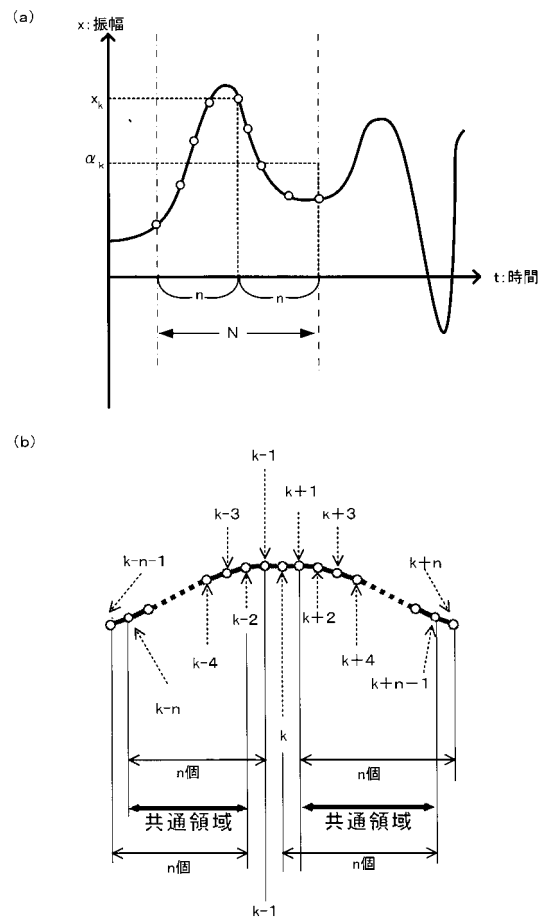 (a)
x:振幅
x_k
α_k
t:時間
n n
N
(b)
k-1
k-3 k+1 k+3
k-n-1 k+n
k-2 k+2
k-4 k+4
k-n k k+n-1
n個 n個
共通領域 共通領域
n個 n個
k-1